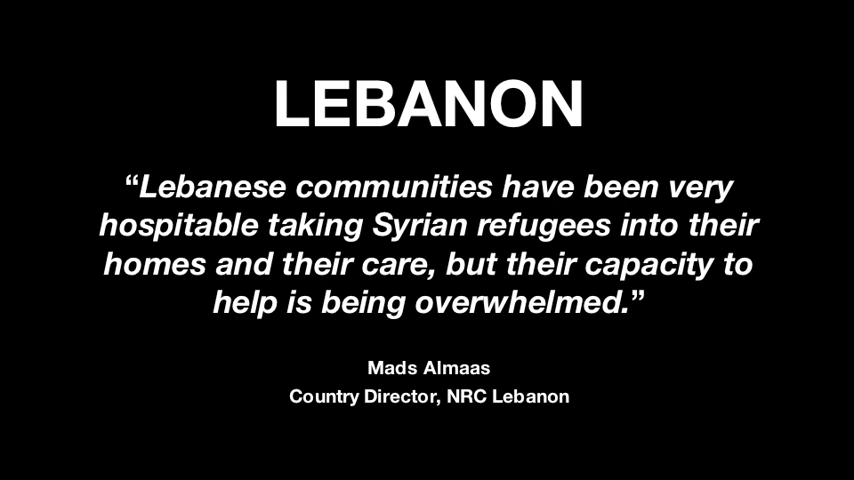 LEBANON
“Lebanese communities have been very
hospitable taking Syrian refugees into their
homes and their care, but their capacity to
help is being overwhelmed.”
Mads Almaas
Country Director, NRC Lebanon